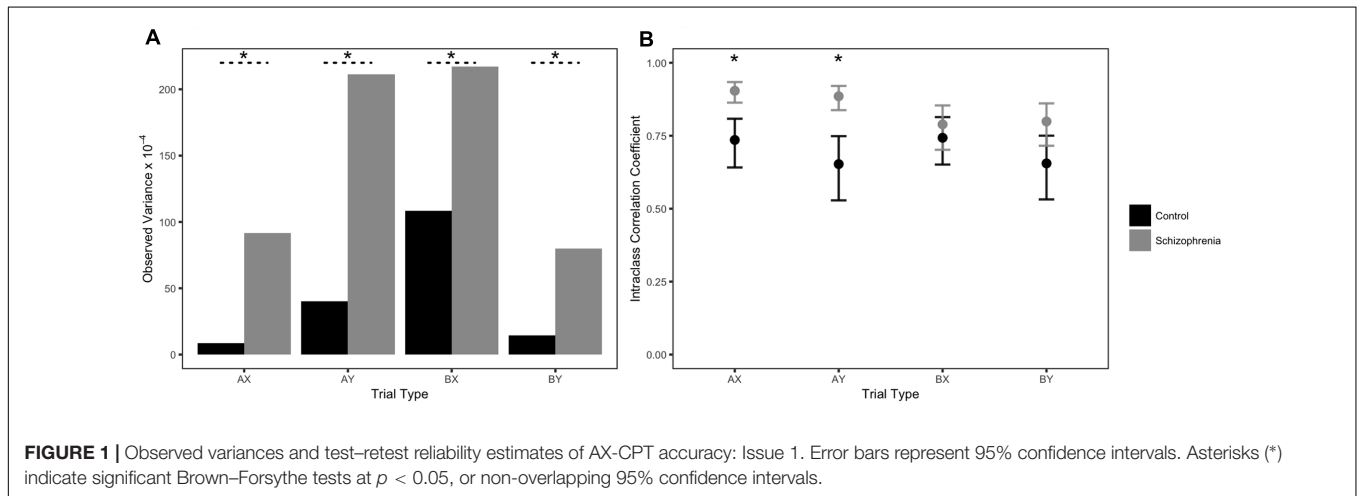 A
B
* * * *
* *
Observed Variance x 10⁻⁴
200
150
100
50
0
AX AY BX BY
Trial Type
Intraclass Correlation Coefficient
1.00
0.75
0.50
0.25
0.00
AX AY BX BY
Trial Type
Control
Schizophrenia
FIGURE 1 | Observed variances and test–retest reliability estimates of AX-CPT accuracy: Issue 1. Error bars represent 95% confidence intervals. Asterisks (*)
indicate significant Brown–Forsythe tests at p < 0.05, or non-overlapping 95% confidence intervals.